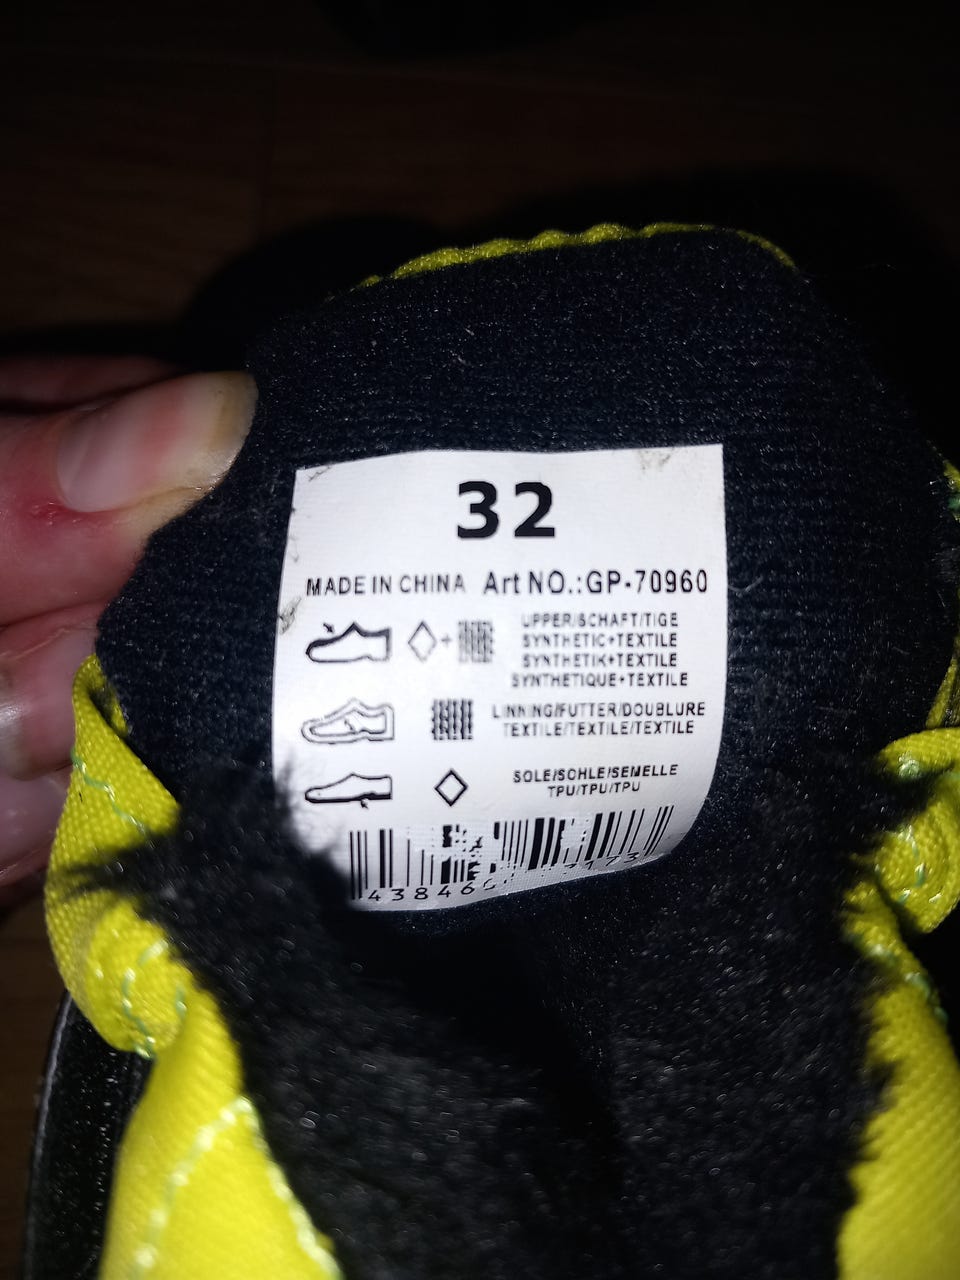 32
MADE IN CHINA Art NO.:GP-70960
UPPER/SCHAFT/TIGE
SYNTHETIC+TEXTILE
SYNTHETIK+TEXTILE
SYNTHETIQUE+TEXTILE
LINNING/FUTTER/DOUBLURE
TEXTILE/TEXTILE/TEXTILE
SOLE/SCHLE/SEMELLE
TPU/TPU/TPU